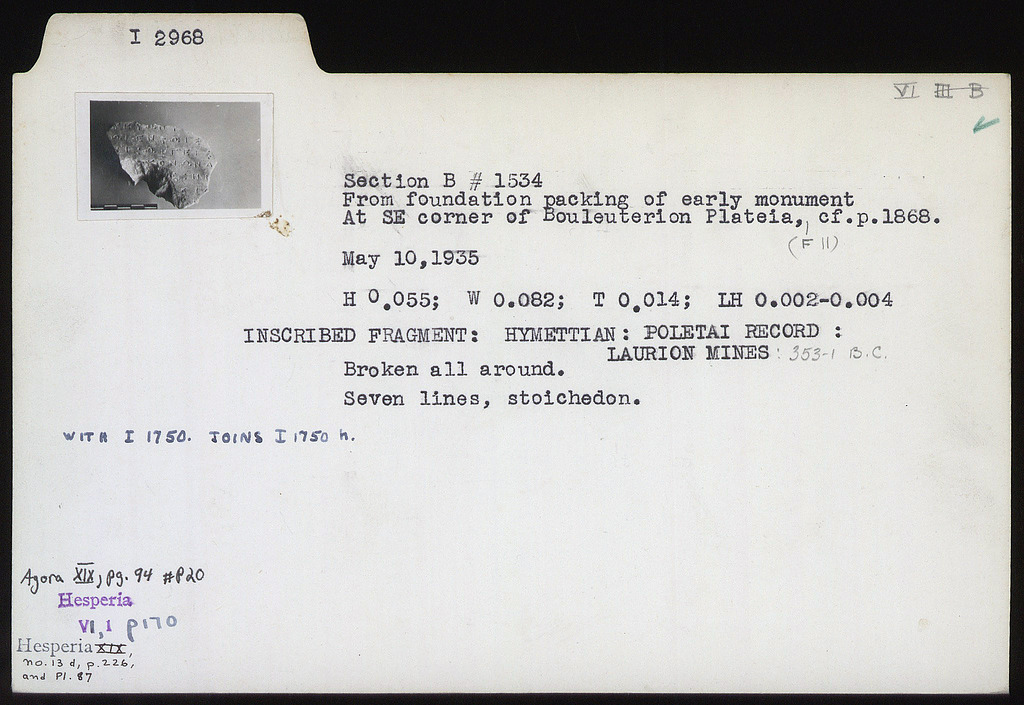 I 2968
VI III B
Section B # 1534
From foundation packing of early monument
At SE corner of Bouleuterion Plateia, cf.p.1868.
(F 11)
May 10,1935
H 0.055; W 0.082; T 0.014; LH 0.002-0.004
INSCRIBED FRAGMENT: HYMETTIAN: POLETAI RECORD :
LAURION MINES : 353-1 B.C.
Broken all around.
Seven lines, stoichedon.
WITH I 1750. JOINS I 1750 h.
Agora XIX, pg. 94 #P20
Hesperia
VI,1 p170
Hesperia XIX,
no. 13 d, p. 226,
and Pl. 87